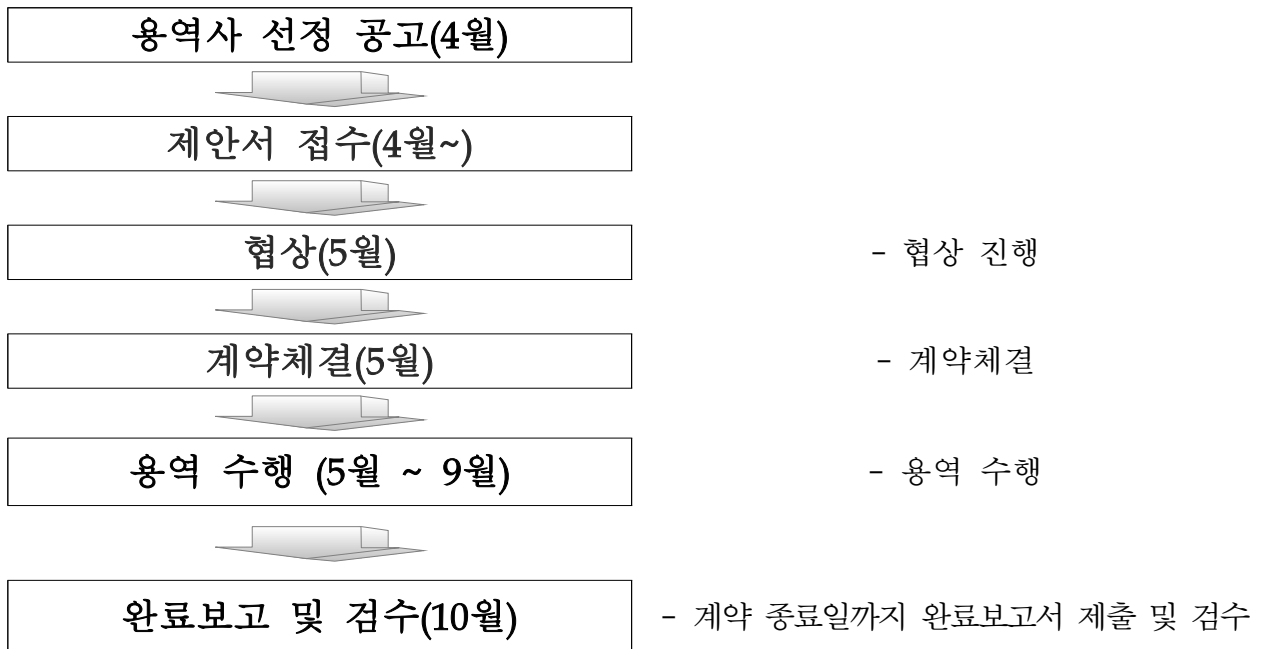 용역사 선정 공고(4월)
제안서 접수(4월~)
협상(5월)
- 협상 진행
계약체결(5월)
- 계약체결
용역 수행 (5월 ~ 9월)
- 용역 수행
완료보고 및 검수(10월)
- 계약 종료일까지 완료보고서 제출 및 검수